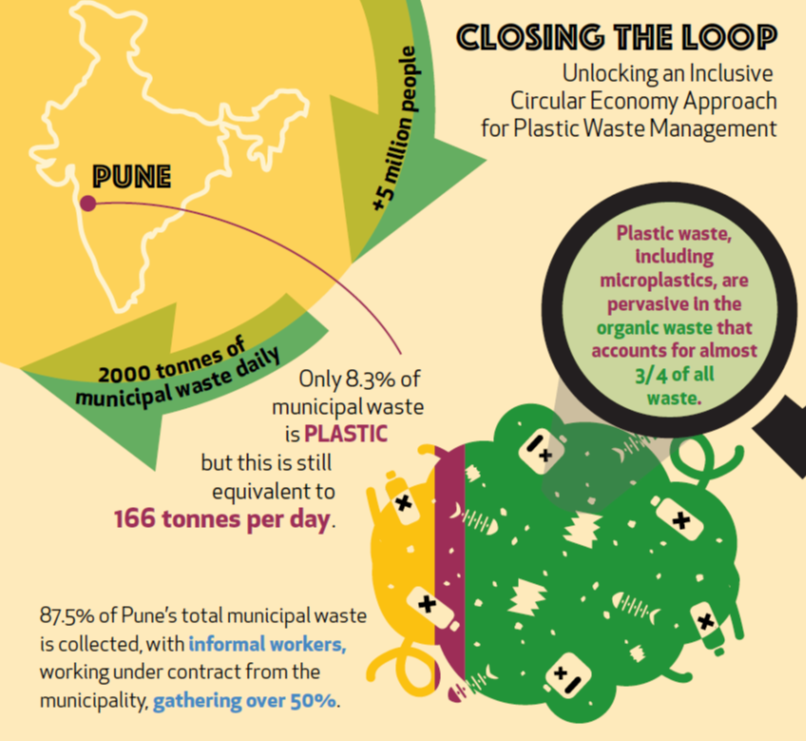 CLOSING THE LOOP
Unlocking an Inclusive
Circular Economy Approach
for Plastic Waste Management
+5 million people
PUNE
2000 tonnes of
municipal waste daily
Only 8.3% of
municipal waste
is PLASTIC
but this is still
equivalent to
166 tonnes per day.
Plastic waste,
including
microplastics, are
pervasive in the
organic waste that
accounts for almost
3/4 of all
waste.
87.5% of Pune's total municipal waste
is collected, with informal workers,
working under contract from the
municipality, gathering over 50%.